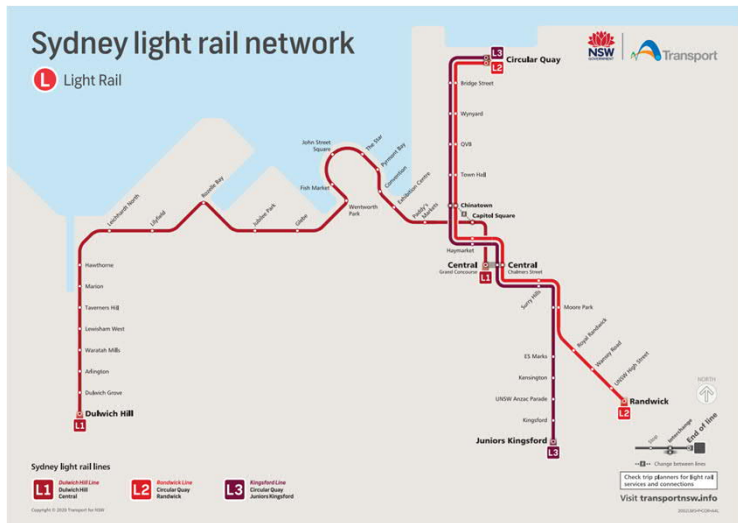 Sydney light rail network
L Light Rail
NSW
GOVERNMENT
Transport
L3
L2
Circular Quay
Bridge Street
Wynyard
QVB
Town Hall
Chinatown
Capitol Square
Haymarket
Central
Grand Concourse
L1
Central
Chalmers Street
Surry Hills
Moore Park
Royal Randwick
Wansey Road
UNSW High Street
Randwick
L2
ES Marks
Kensington
UNSW Anzac Parade
Kingsford
Juniors Kingsford
L3
Paddy's
Markets
Exhibition Centre
Convention
Pyrmont Bay
The Star
John Street
Square
Fish Market
Wentworth
Park
Glebe
Jubilee Park
Rozelle Bay
Lilyfield
Leichhardt North
Hawthorne
Marion
Taverners Hill
Lewisham West
Waratah Mills
Arlington
Dulwich Grove
Dulwich Hill
L1
NORTH
Stop
Interchange
End of line
Change between lines
Check trip planners for light rail
services and connections
Visit transportnsw.info
Sydney light rail lines
L1
Dulwich Hill Line
Dulwich Hill
Central
L2
Randwick Line
Circular Quay
Randwick
L3
Kingsford Line
Circular Quay
Juniors Kingsford